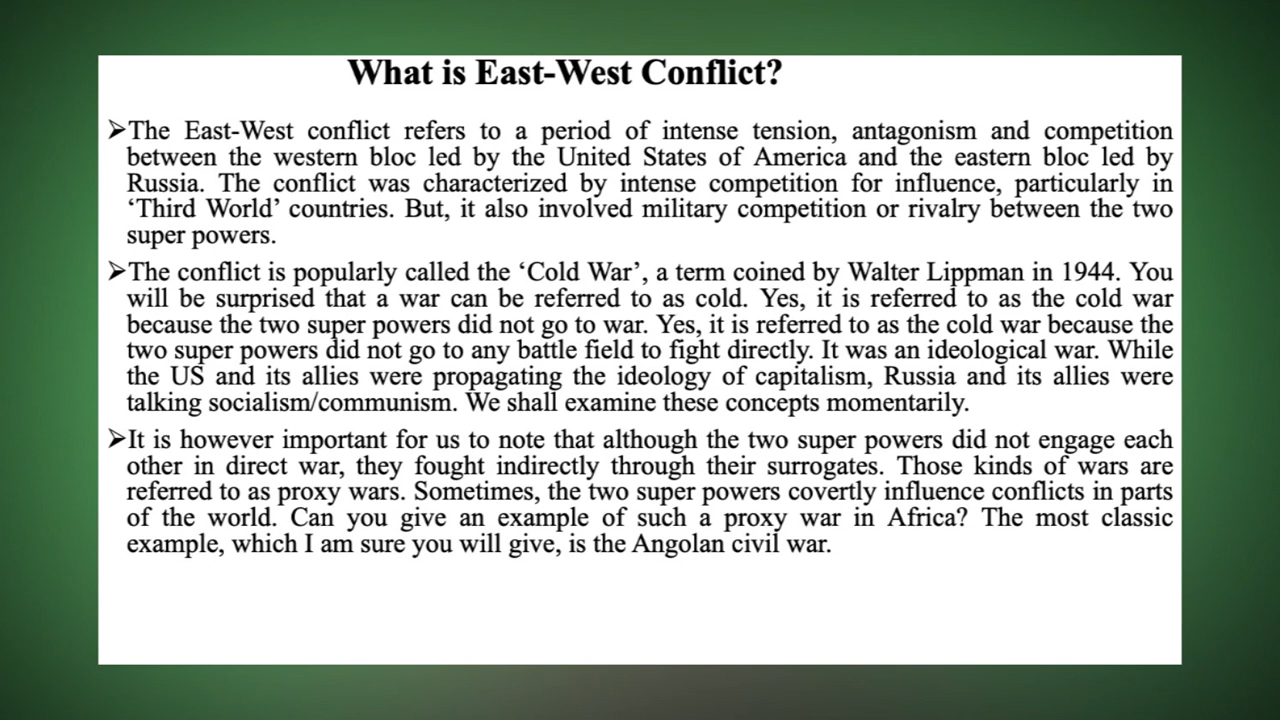 What is East-West Conflict?
➢The East-West conflict refers to a period of intense tension, antagonism and competition
between the western bloc led by the United States of America and the eastern bloc led by
Russia. The conflict was characterized by intense competition for influence, particularly in
‘Third World’ countries. But, it also involved military competition or rivalry between the two
super powers.
➢The conflict is popularly called the ‘Cold War’, a term coined by Walter Lippman in 1944. You
will be surprised that a war can be referred to as cold. Yes, it is referred to as the cold war
because the two super powers did not go to war. Yes, it is referred to as the cold war because the
two super powers did not go to any battle field to fight directly. It was an ideological war. While
the US and its allies were propagating the ideology of capitalism, Russia and its allies were
talking socialism/communism. We shall examine these concepts momentarily.
➢It is however important for us to note that although the two super powers did not engage each
other in direct war, they fought indirectly through their surrogates. Those kinds of wars are
referred to as proxy wars. Sometimes, the two super powers covertly influence conflicts in parts
of the world. Can you give an example of such a proxy war in Africa? The most classic
example, which I am sure you will give, is the Angolan civil war.